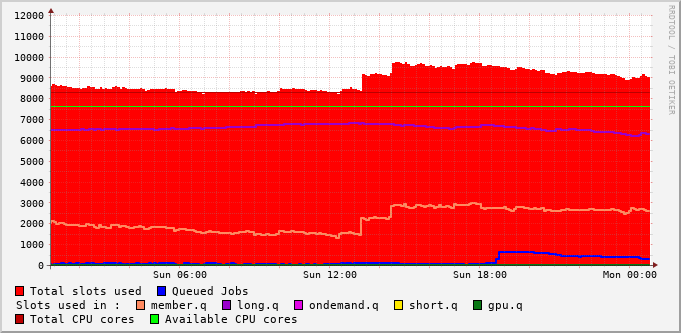 12000
11000
10000
9000
8000
7000
6000
5000
4000
3000
2000
1000
0
Sun 06:00 Sun 12:00 Sun 18:00 Mon 00:00
RRDTOOL / TOBI OETIKER
Total slots used Queued Jobs
Slots used in : member.q long.q ondemand.q short.q gpu.q
Total CPU cores Available CPU cores